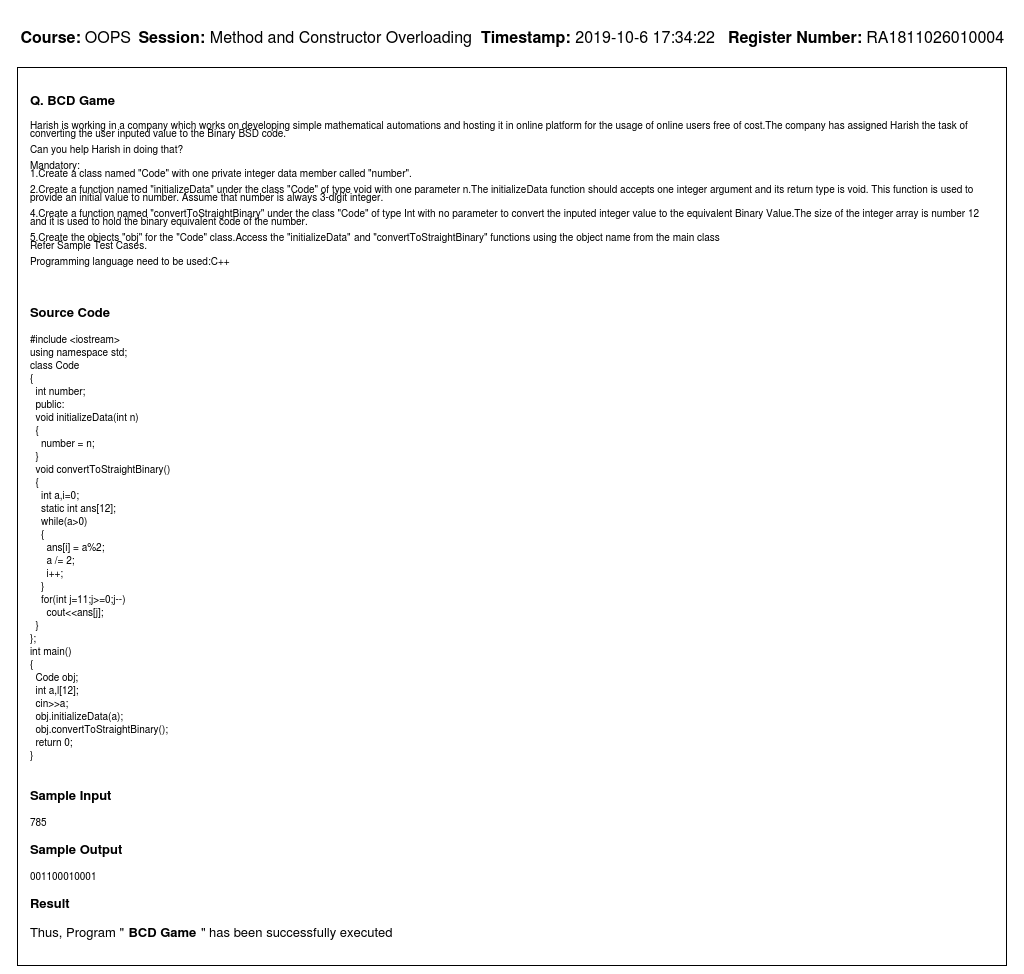 Course: OOPS Session: Method and Constructor Overloading Timestamp: 2019-10-6 17:34:22 Register Number: RA1811026010004
Q. BCD Game
Harish is working in a company which works on developing simple mathematical automations and hosting it in online platform for the usage of online users free of cost.The company has assigned Harish the task of
converting the user inputed value to the Binary BSD code.
Can you help Harish in doing that?
Mandatory:
1.Create a class named "Code" with one private integer data member called "number".
2.Create a function named "initializeData" under the class "Code" of type void with one parameter n.The initializeData function should accepts one integer argument and its return type is void. This function is used to
provide an initial value to number. Assume that number is always 3-digit integer.
4.Create a function named "convertToStraightBinary" under the class "Code" of type Int with no parameter to convert the inputed integer value to the equivalent Binary Value.The size of the integer array is number 12
and it is used to hold the binary equivalent code of the number.
5.Create the objects "obj" for the "Code" class.Access the "initializeData" and "convertToStraightBinary" functions using the object name from the main class
Refer Sample Test Cases.
Programming language need to be used:C++
Source Code
#include <iostream>
using namespace std;
class Code
{
int number;
public:
void initializeData(int n)
{
number = n;
}
void convertToStraightBinary()
{
int a,i=0;
static int ans[12];
while(a>0)
{
ans[i] = a%2;
a /= 2;
i++;
}
for(int j=11;j>=0;j--)
cout<<ans[j];
}
};
int main()
{
Code obj;
int a,l[12];
cin>>a;
obj.initializeData(a);
obj.convertToStraightBinary();
return 0;
}
Sample Input
785
Sample Output
001100010001
Result
Thus, Program " BCD Game " has been successfully executed